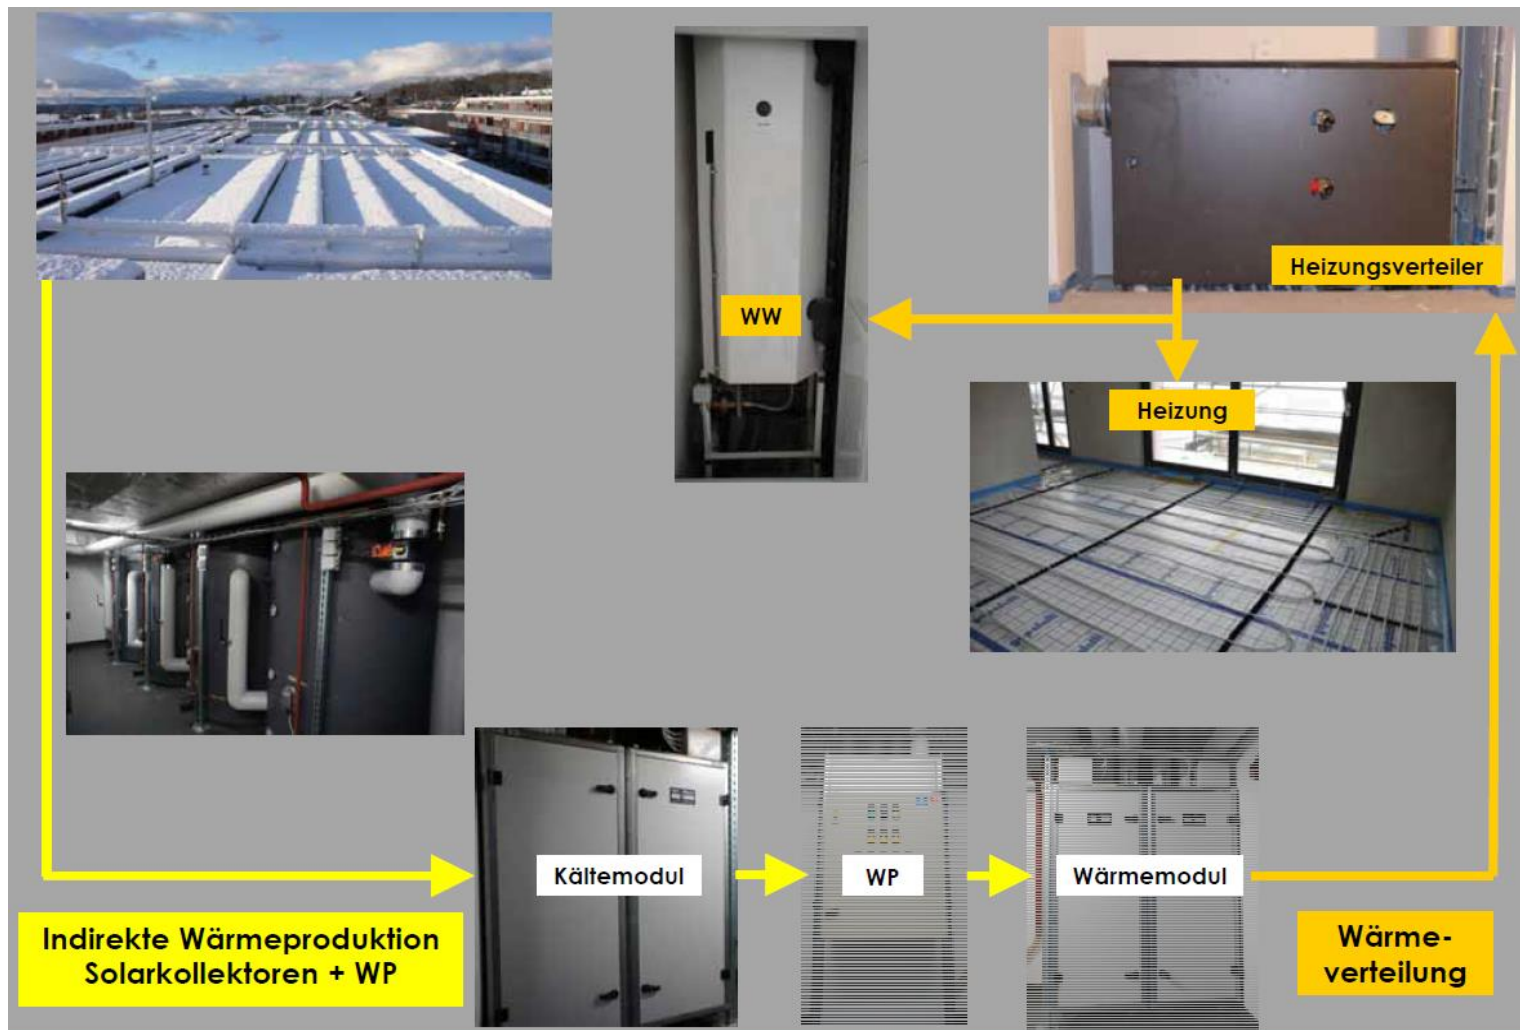 Heizungsverteiler
WW
Heizung
Kältemodul
WP
Wärmemodul
Indirekte Wärmeproduktion
Solarkollektoren + WP
Wärme-
verteilung